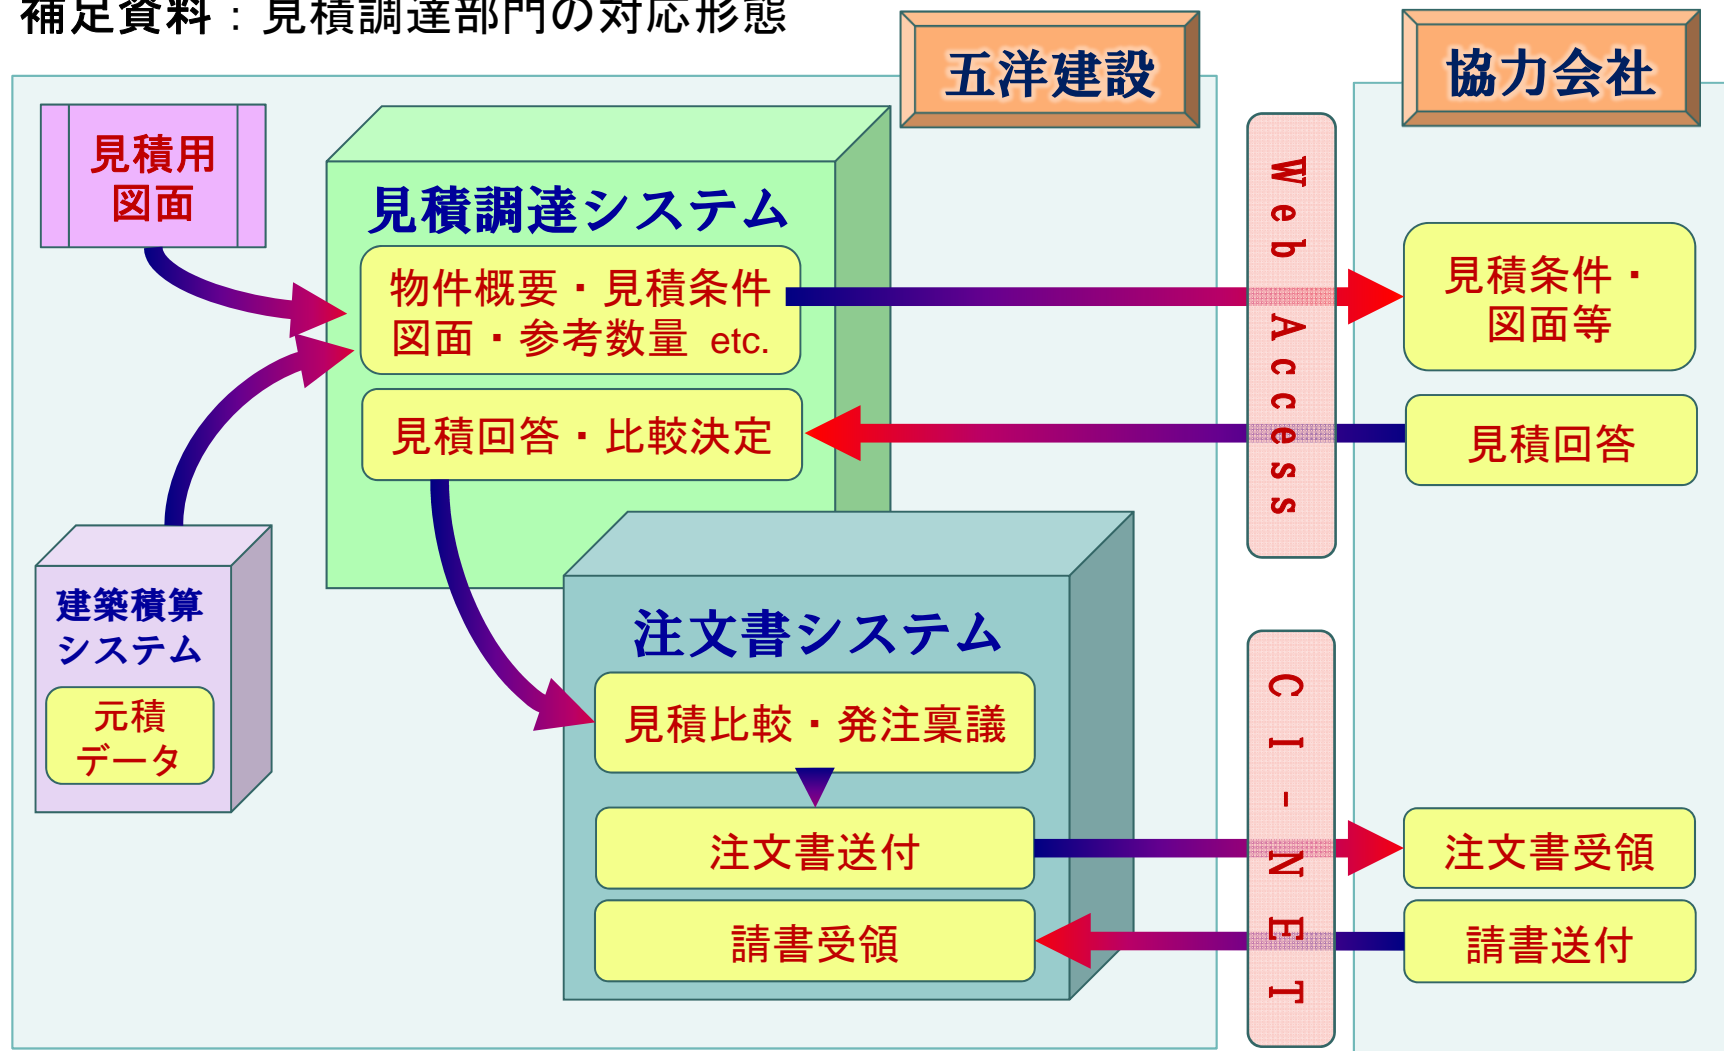 補足資料：見積調達部門の対応形態
五洋建設
協力会社
見積用
図面
見積調達システム
物件概要・見積条件
図面・参考数量 etc.
見積回答・比較決定
Web Access
見積条件・
図面等
見積回答
建築積算
システム
元積
データ
注文書システム
見積比較・発注稟議
注文書送付
請書受領
CI-NET
注文書受領
請書送付